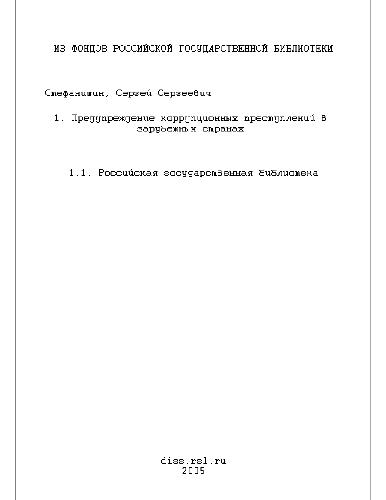 ИЗ ФОНДОВ РОССИЙСКОЙ ГОСУДАРСТВЕННОЙ БИБЛИОТЕКИ
Стефанишин, Сергей Сергеевич
1. Предупреждение коррупционных преступлений в
зарубежных странах
1.1. Российская государственная библиотека
diss.rsl.ru
2005